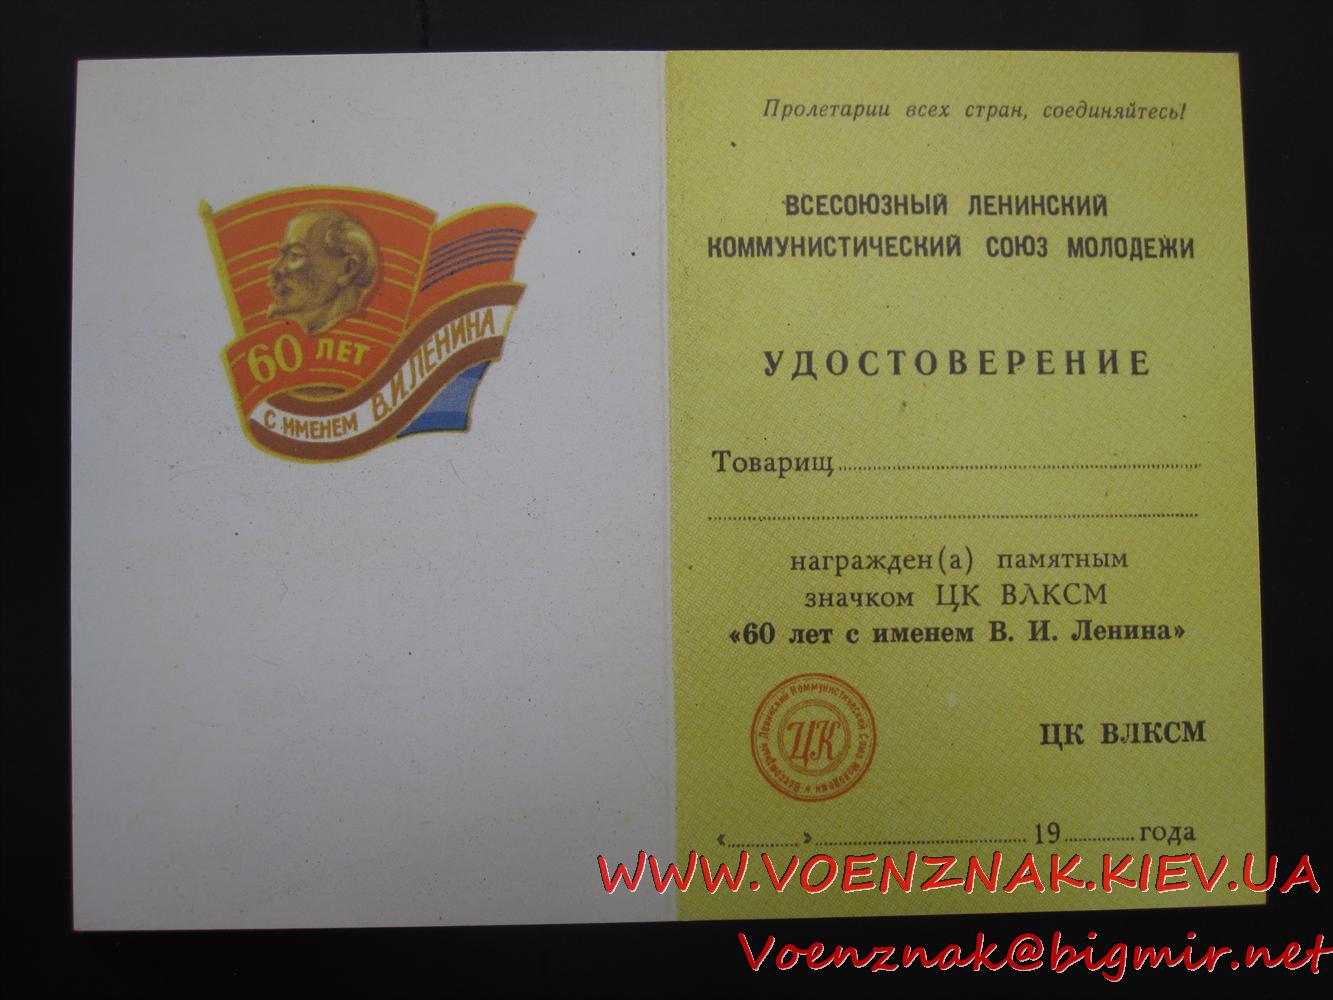 60 ЛЕТ
С ИМЕНЕМ В.И.ЛЕНИНА
Пролетарии всех стран, соединяйтесь!
ВСЕСОЮЗНЫЙ ЛЕНИНСКИЙ
КОММУНИСТИЧЕСКИЙ СОЮЗ МОЛОДЕЖИ
УДОСТОВЕРЕНИЕ
Товарищ
награжден(а) памятным
значком ЦК ВЛКСМ
«60 лет с именем В. И. Ленина»
Всесоюзный Ленинский Коммунистический Союз Молодежи
ЦК
ЦК ВЛКСМ
«........»................................ 19........... года
WWW.VOENZNAK.KIEV.UA
Voenznak@bigmir.net